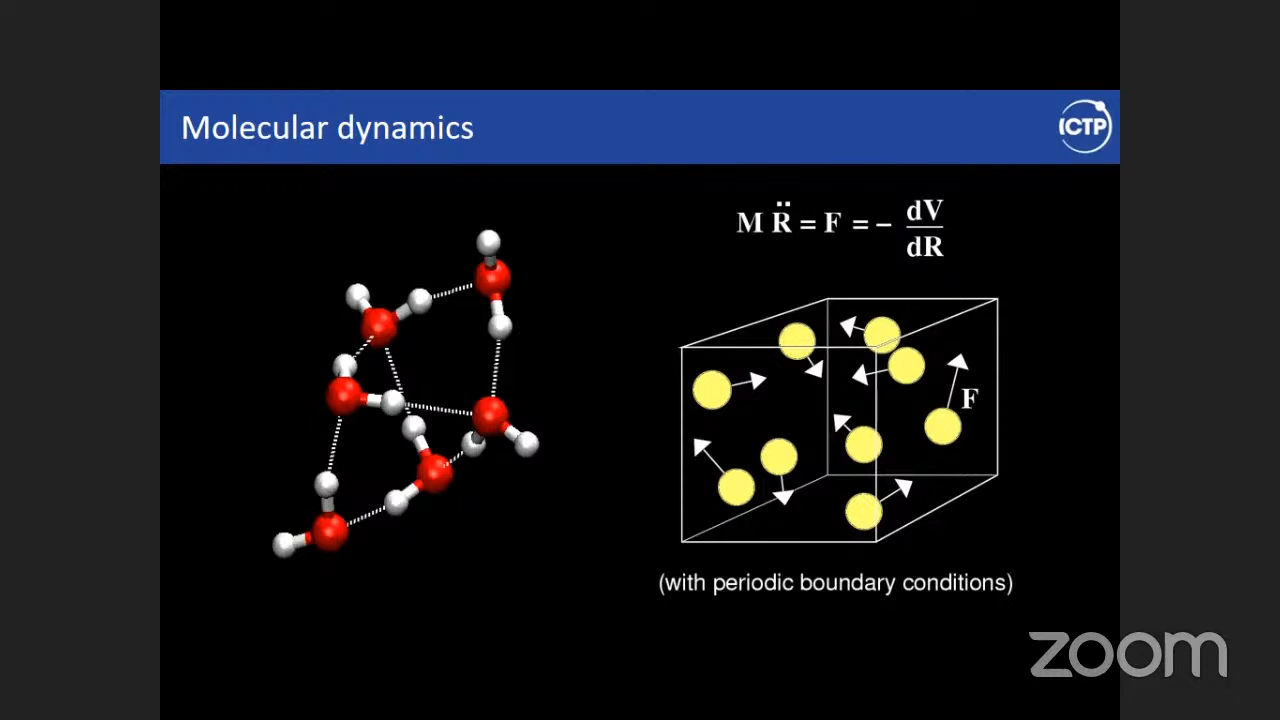 Molecular dynamics
ICTP
M R̈ = F = − dV/dR
F
(with periodic boundary conditions)
zoom